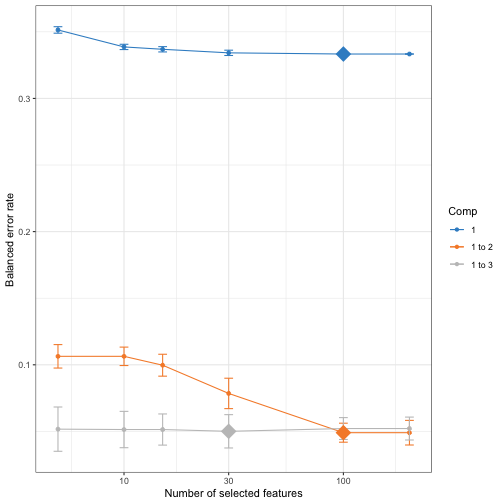 Balanced error rate
0.3
0.2
0.1
10
30
100
Number of selected features
Comp
1
1 to 2
1 to 3